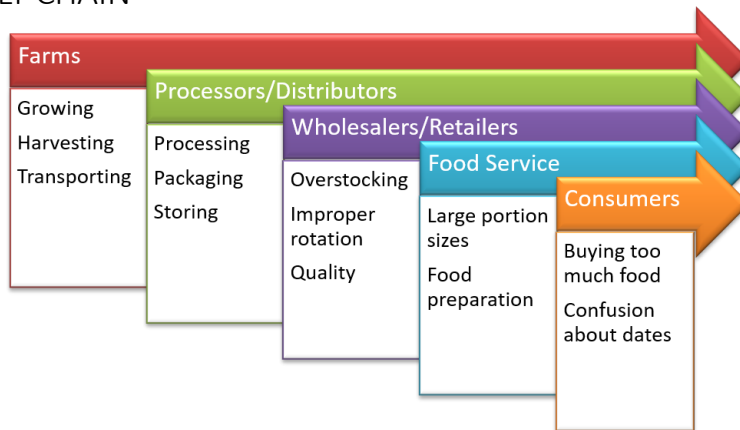 Farms
Growing
Harvesting
Transporting
Processors/Distributors
Processing
Packaging
Storing
Wholesalers/Retailers
Overstocking
Improper
rotation
Quality
Food Service
Large portion
sizes
Food
preparation
Consumers
Buying too
much food
Confusion
about dates